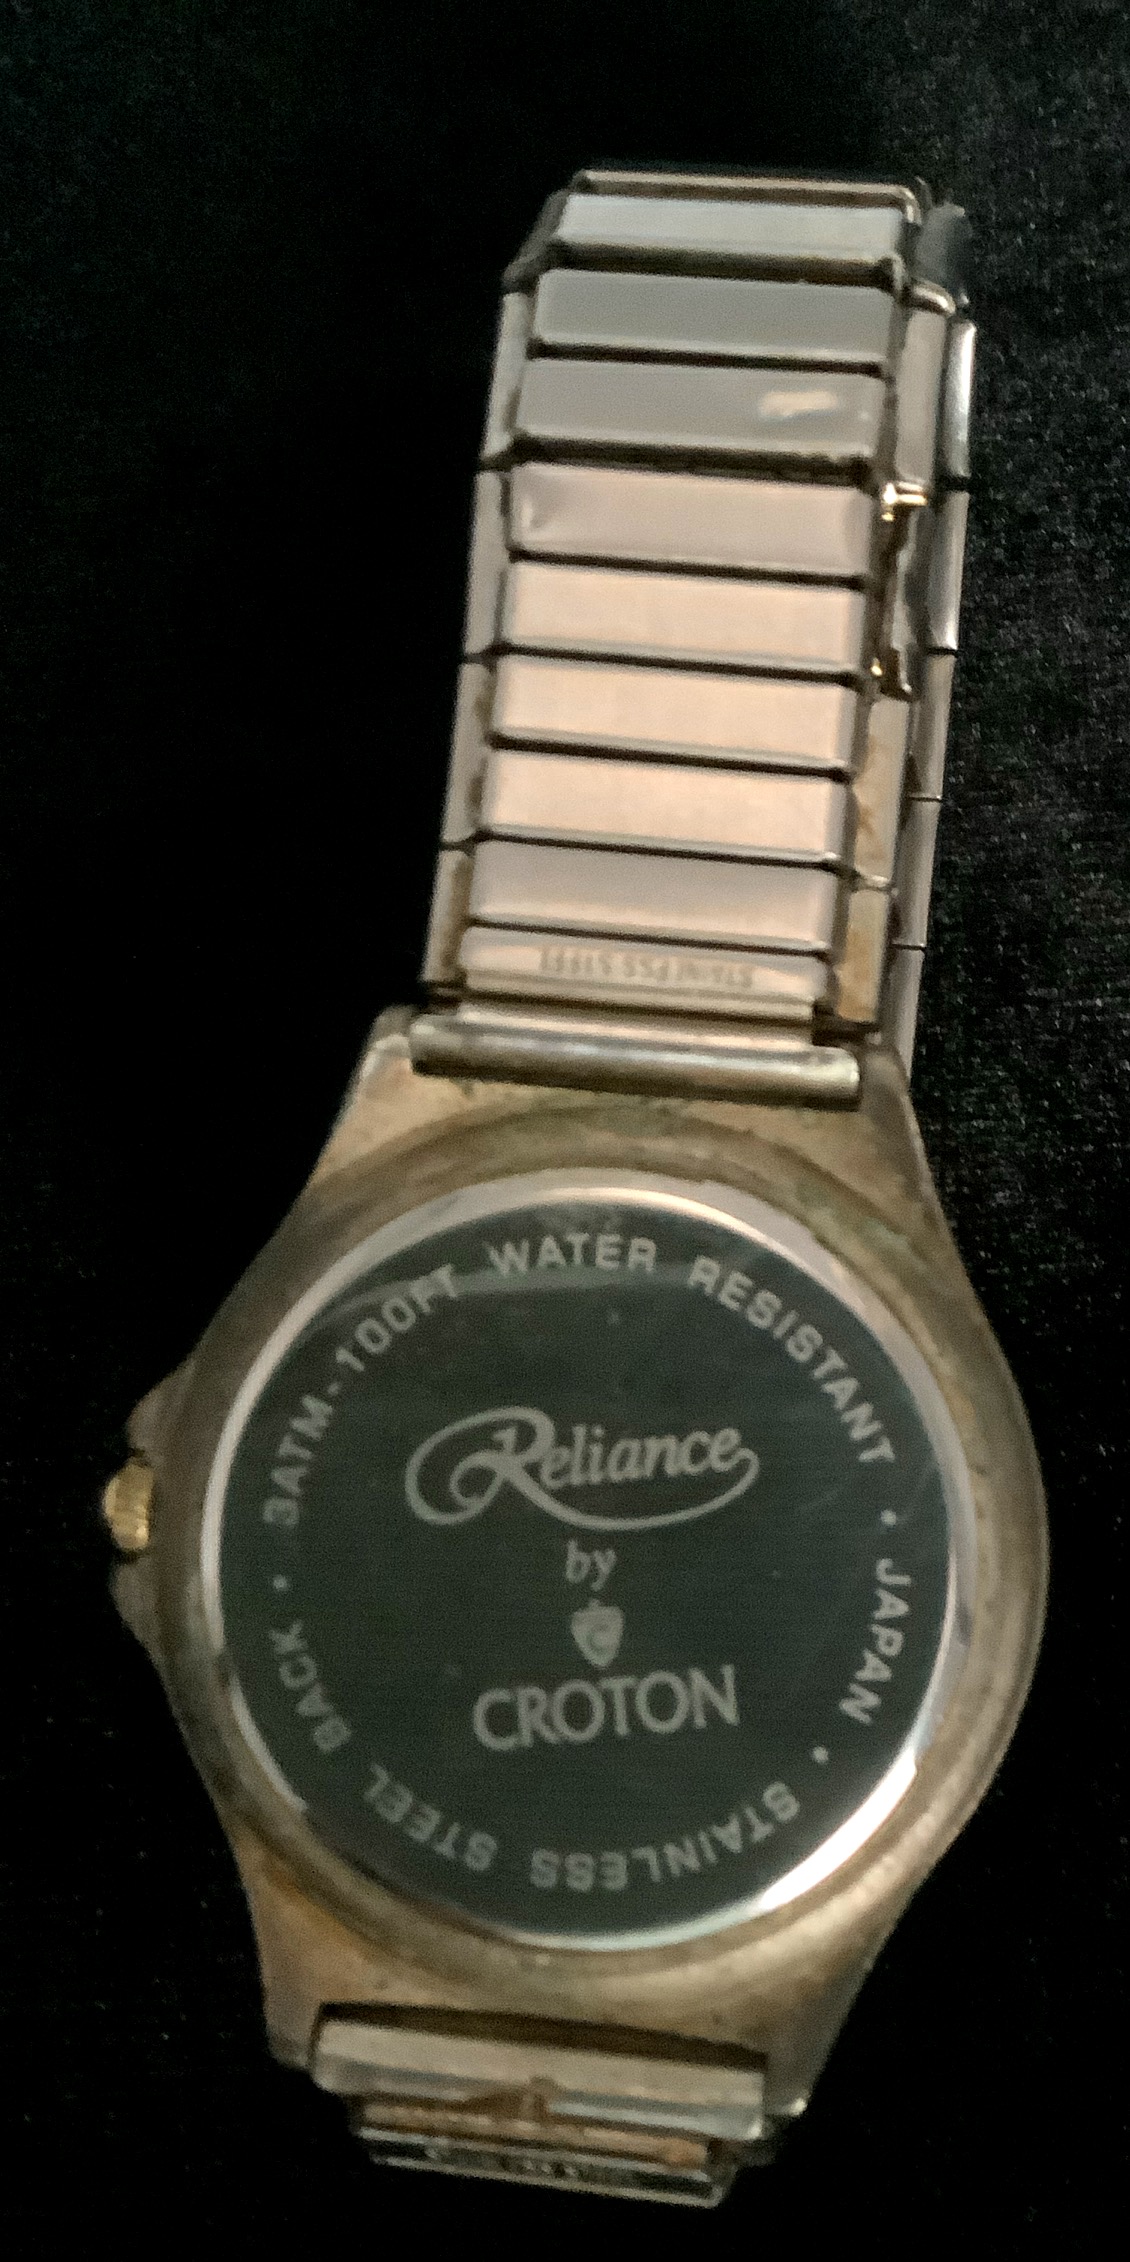 STAINLESS STEEL
3ATM-100FT WATER RESISTANT • JAPAN • STAINLESS STEEL BACK •
Reliance
by
C
CROTON